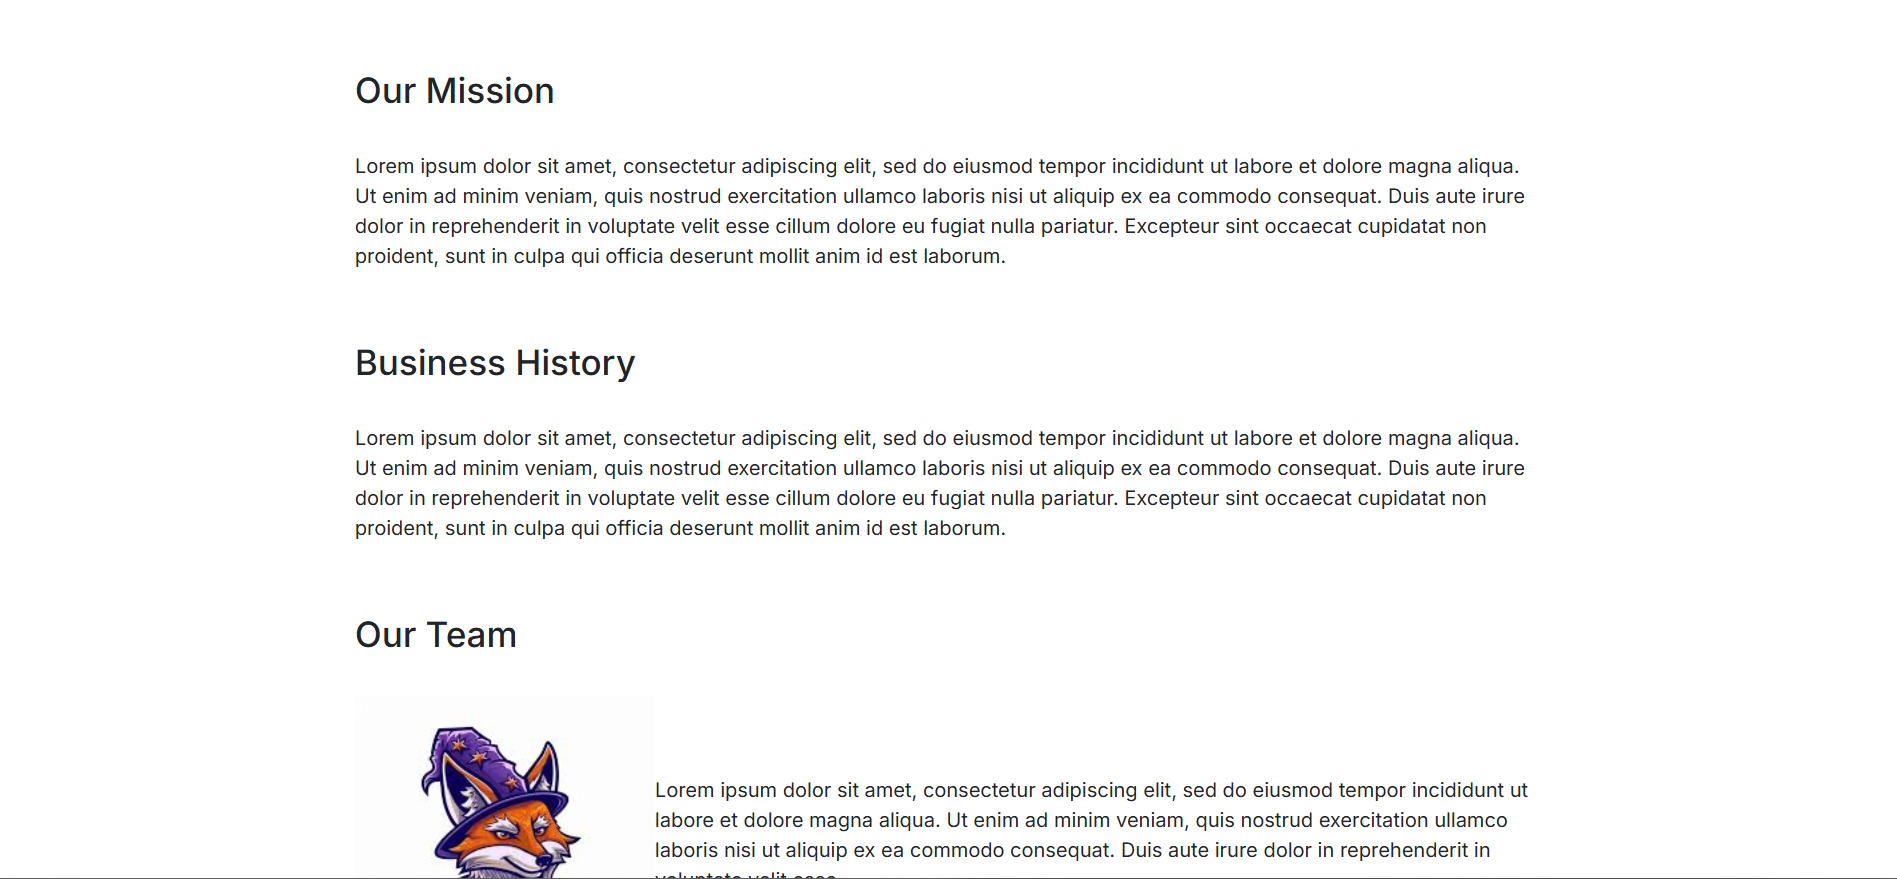 Our Mission
Lorem ipsum dolor sit amet, consectetur adipiscing elit, sed do eiusmod tempor incididunt ut labore et dolore magna aliqua.
Ut enim ad minim veniam, quis nostrud exercitation ullamco laboris nisi ut aliquip ex ea commodo consequat. Duis aute irure
dolor in reprehenderit in voluptate velit esse cillum dolore eu fugiat nulla pariatur. Excepteur sint occaecat cupidatat non
proident, sunt in culpa qui officia deserunt mollit anim id est laborum.
Business History
Lorem ipsum dolor sit amet, consectetur adipiscing elit, sed do eiusmod tempor incididunt ut labore et dolore magna aliqua.
Ut enim ad minim veniam, quis nostrud exercitation ullamco laboris nisi ut aliquip ex ea commodo consequat. Duis aute irure
dolor in reprehenderit in voluptate velit esse cillum dolore eu fugiat nulla pariatur. Excepteur sint occaecat cupidatat non
proident, sunt in culpa qui officia deserunt mollit anim id est laborum.
Our Team
Lorem ipsum dolor sit amet, consectetur adipiscing elit, sed do eiusmod tempor incididunt ut
labore et dolore magna aliqua. Ut enim ad minim veniam, quis nostrud exercitation ullamco
laboris nisi ut aliquip ex ea commodo consequat. Duis aute irure dolor in reprehenderit in